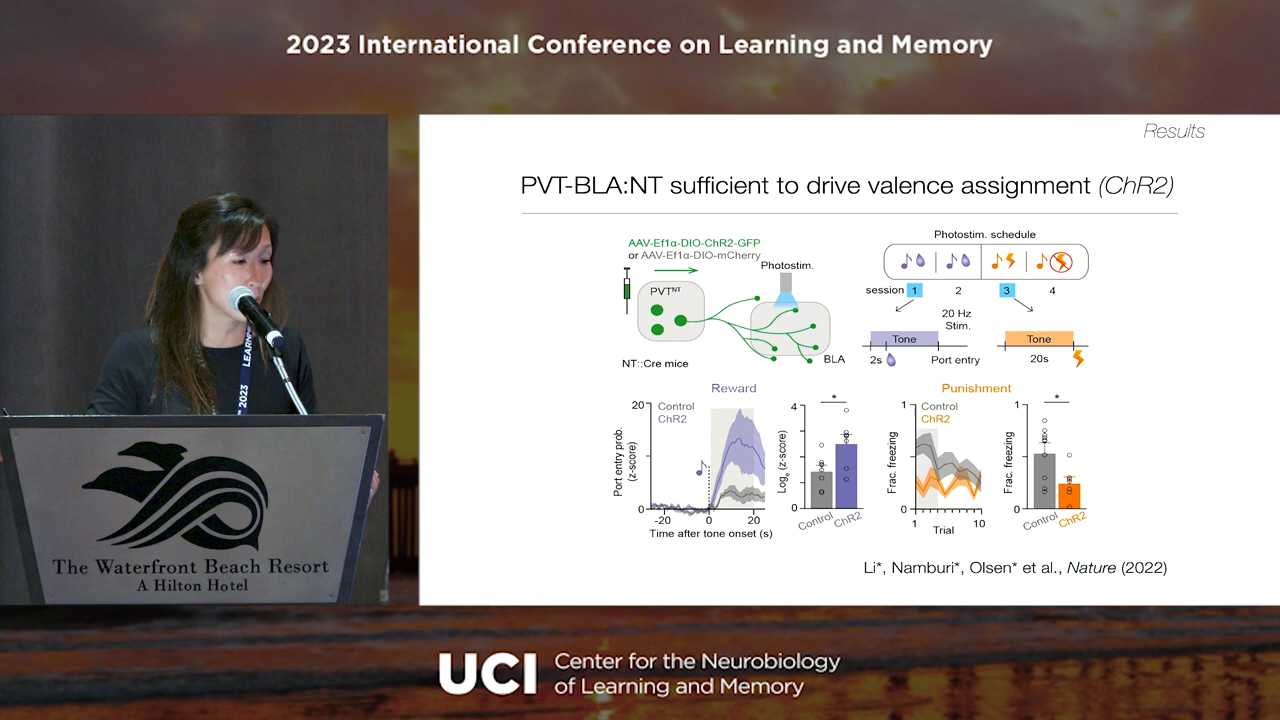 2023 International Conference on Learning and Memory
Results
PVT-BLA:NT sufficient to drive valence assignment (ChR2)
AAV-Ef1α-DIO-ChR2-GFP
or AAV-Ef1α-DIO-mCherry
Photostim.
PVTᴺᵀ
NT::Cre mice
BLA
Photostim. schedule
session 1 2 3 4
20 Hz
Stim.
Tone
2s
Port entry
Tone
20s
Reward
Control
ChR2
20
0
Port entry prob.
(z-score)
-20 0 20
Time after tone onset (s)
4
2
0
Logₑ (z-score)
*
Control ChR2
Punishment
Control
ChR2
1
0
Frac. freezing
1 10
Trial
1
0
Frac. freezing
*
Control ChR2
Li*, Namburi*, Olsen* et al., Nature (2022)
LEARN
2023
The Waterfront Beach Resort
A Hilton Hotel
UCI Center for the Neurobiology
of Learning and Memory